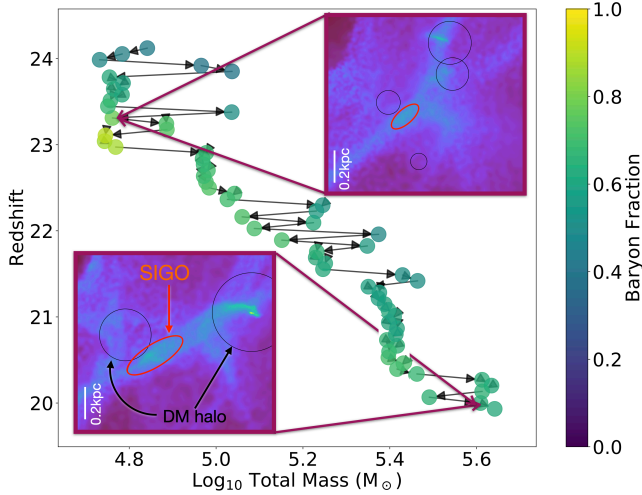 24
23
22
21
20
Redshift
4.8
5.0
5.2
5.4
5.6
Log₁₀ Total Mass (M☉)
0.2kpc
SIGO
0.2kpc
DM halo
1.0
0.8
0.6
0.4
0.2
0.0
Baryon Fraction